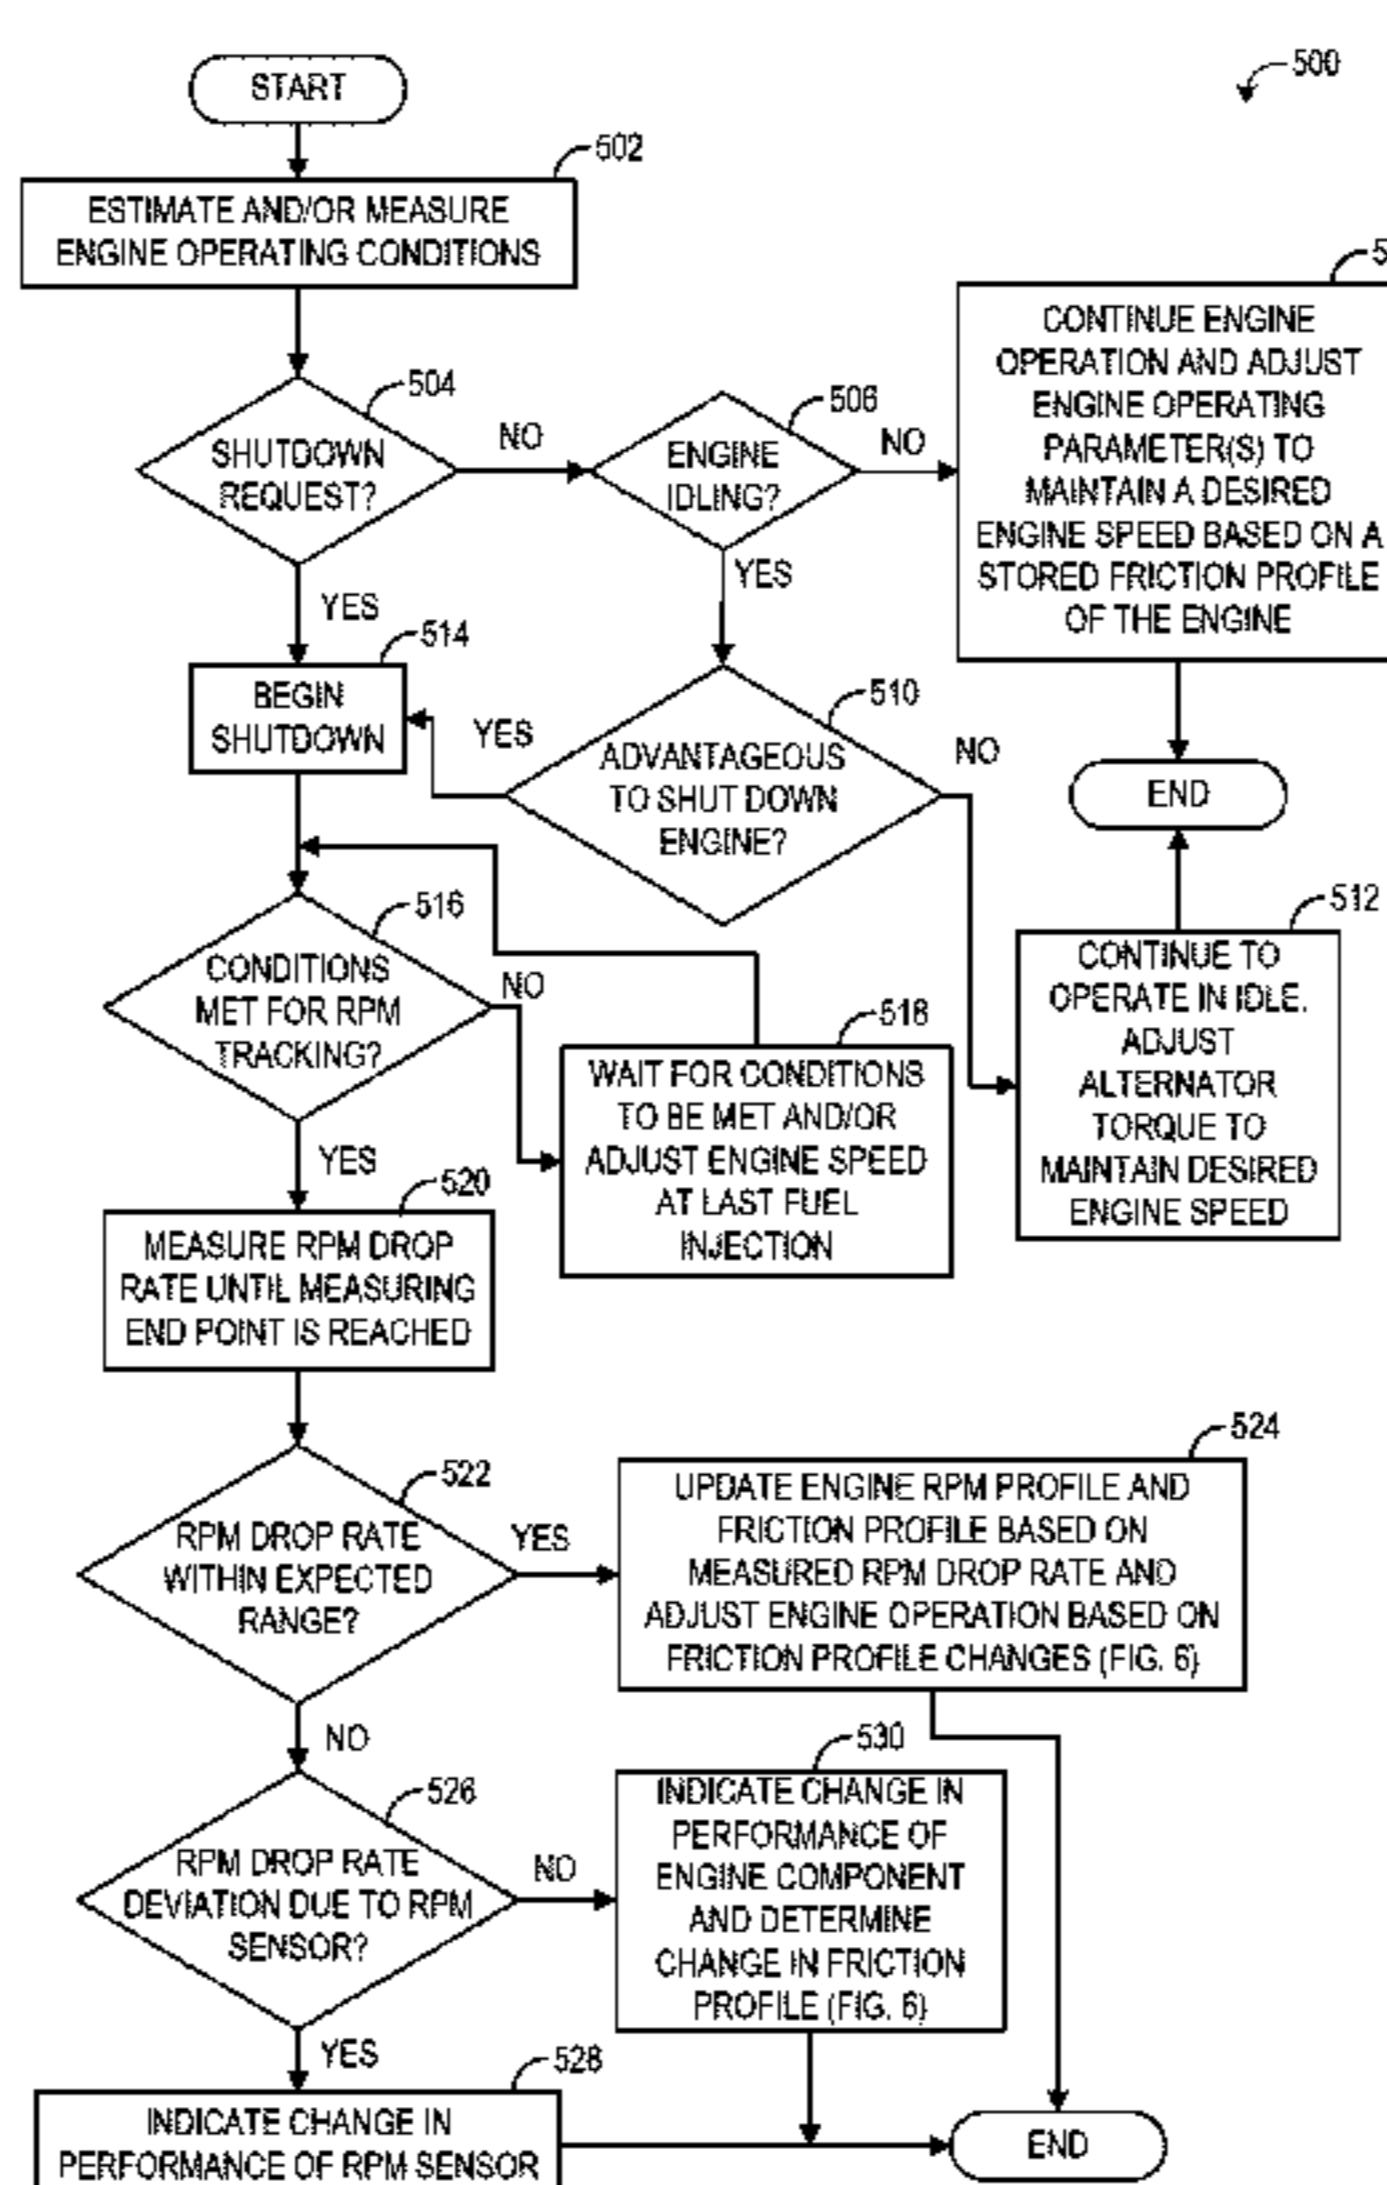 500
START
502
ESTIMATE AND/OR MEASURE
ENGINE OPERATING CONDITIONS
504
SHUTDOWN
REQUEST?
NO
YES
506
ENGINE
IDLING?
NO
YES
CONTINUE ENGINE
OPERATION AND ADJUST
ENGINE OPERATING
PARAMETER(S) TO
MAINTAIN A DESIRED
ENGINE SPEED BASED ON A
STORED FRICTION PROFILE
OF THE ENGINE
END
514
BEGIN
SHUTDOWN
510
ADVANTAGEOUS
TO SHUT DOWN
ENGINE?
YES
NO
512
CONTINUE TO
OPERATE IN IDLE.
ADJUST
ALTERNATOR
TORQUE TO
MAINTAIN DESIRED
ENGINE SPEED
516
CONDITIONS
MET FOR RPM
TRACKING?
NO
YES
518
WAIT FOR CONDITIONS
TO BE MET AND/OR
ADJUST ENGINE SPEED
AT LAST FUEL
INJECTION
520
MEASURE RPM DROP
RATE UNTIL MEASURING
END POINT IS REACHED
522
RPM DROP RATE
WITHIN EXPECTED
RANGE?
YES
NO
524
UPDATE ENGINE RPM PROFILE AND
FRICTION PROFILE BASED ON
MEASURED RPM DROP RATE AND
ADJUST ENGINE OPERATION BASED ON
FRICTION PROFILE CHANGES (FIG. 6)
526
RPM DROP RATE
DEVIATION DUE TO RPM
SENSOR?
NO
YES
530
INDICATE CHANGE IN
PERFORMANCE OF
ENGINE COMPONENT
AND DETERMINE
CHANGE IN FRICTION
PROFILE (FIG. 6)
528
INDICATE CHANGE IN
PERFORMANCE OF RPM SENSOR
END